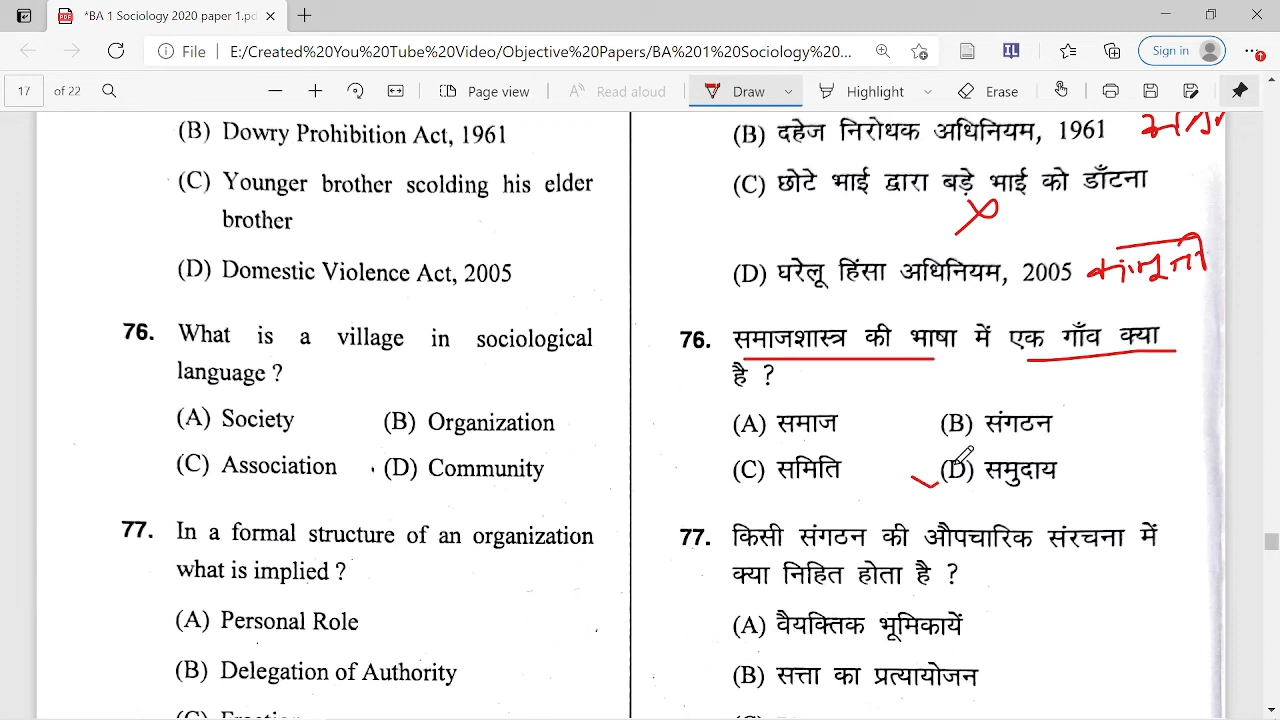 *BA 1 Sociology 2020 paper 1.pd
File E:/Created%20You%20Tube%20Video/Objective%20Papers/BA%201%20Sociology%20...
Sign in
17 of 22
Page view
Read aloud
Draw
Highlight
Erase
(B) Dowry Prohibition Act, 1961
(C) Younger brother scolding his elder
brother
(D) Domestic Violence Act, 2005
76. What is a village in sociological
language ?
(A) Society (B) Organization
(C) Association (D) Community
77. In a formal structure of an organization
what is implied ?
(A) Personal Role
(B) Delegation of Authority
(B) दहेज निरोधक अधिनियम, 1961
(C) छोटे भाई द्वारा बड़े भाई को डाँटना
(D) घरेलू हिंसा अधिनियम, 2005
76. समाजशास्त्र की भाषा में एक गाँव क्या
है ?
(A) समाज (B) संगठन
(C) समिति (D) समुदाय
77. किसी संगठन की औपचारिक संरचना में
क्या निहित होता है ?
(A) वैयक्तिक भूमिकायें
(B) सत्ता का प्रत्यायोजन